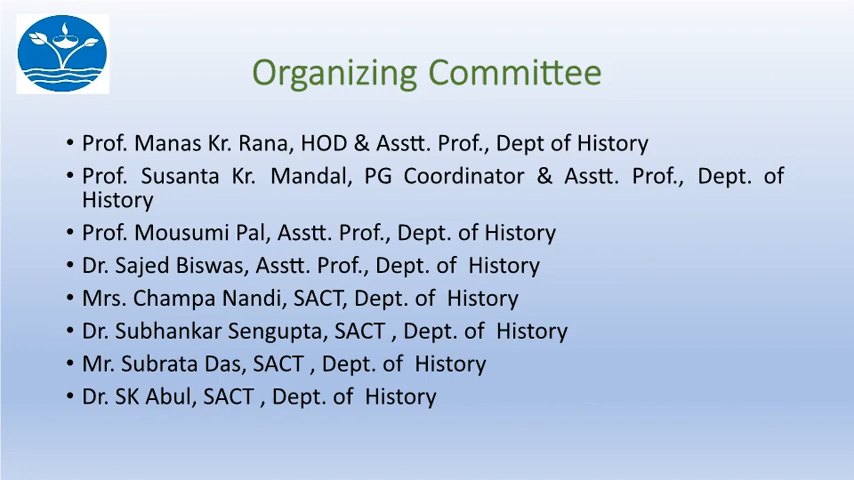 Organizing Committee
• Prof. Manas Kr. Rana, HOD & Asstt. Prof., Dept of History
• Prof. Susanta Kr. Mandal, PG Coordinator & Asstt. Prof., Dept. of
History
• Prof. Mousumi Pal, Asstt. Prof., Dept. of History
• Dr. Sajed Biswas, Asstt. Prof., Dept. of  History
• Mrs. Champa Nandi, SACT, Dept. of  History
• Dr. Subhankar Sengupta, SACT , Dept. of  History
• Mr. Subrata Das, SACT , Dept. of  History
• Dr. SK Abul, SACT , Dept. of  History